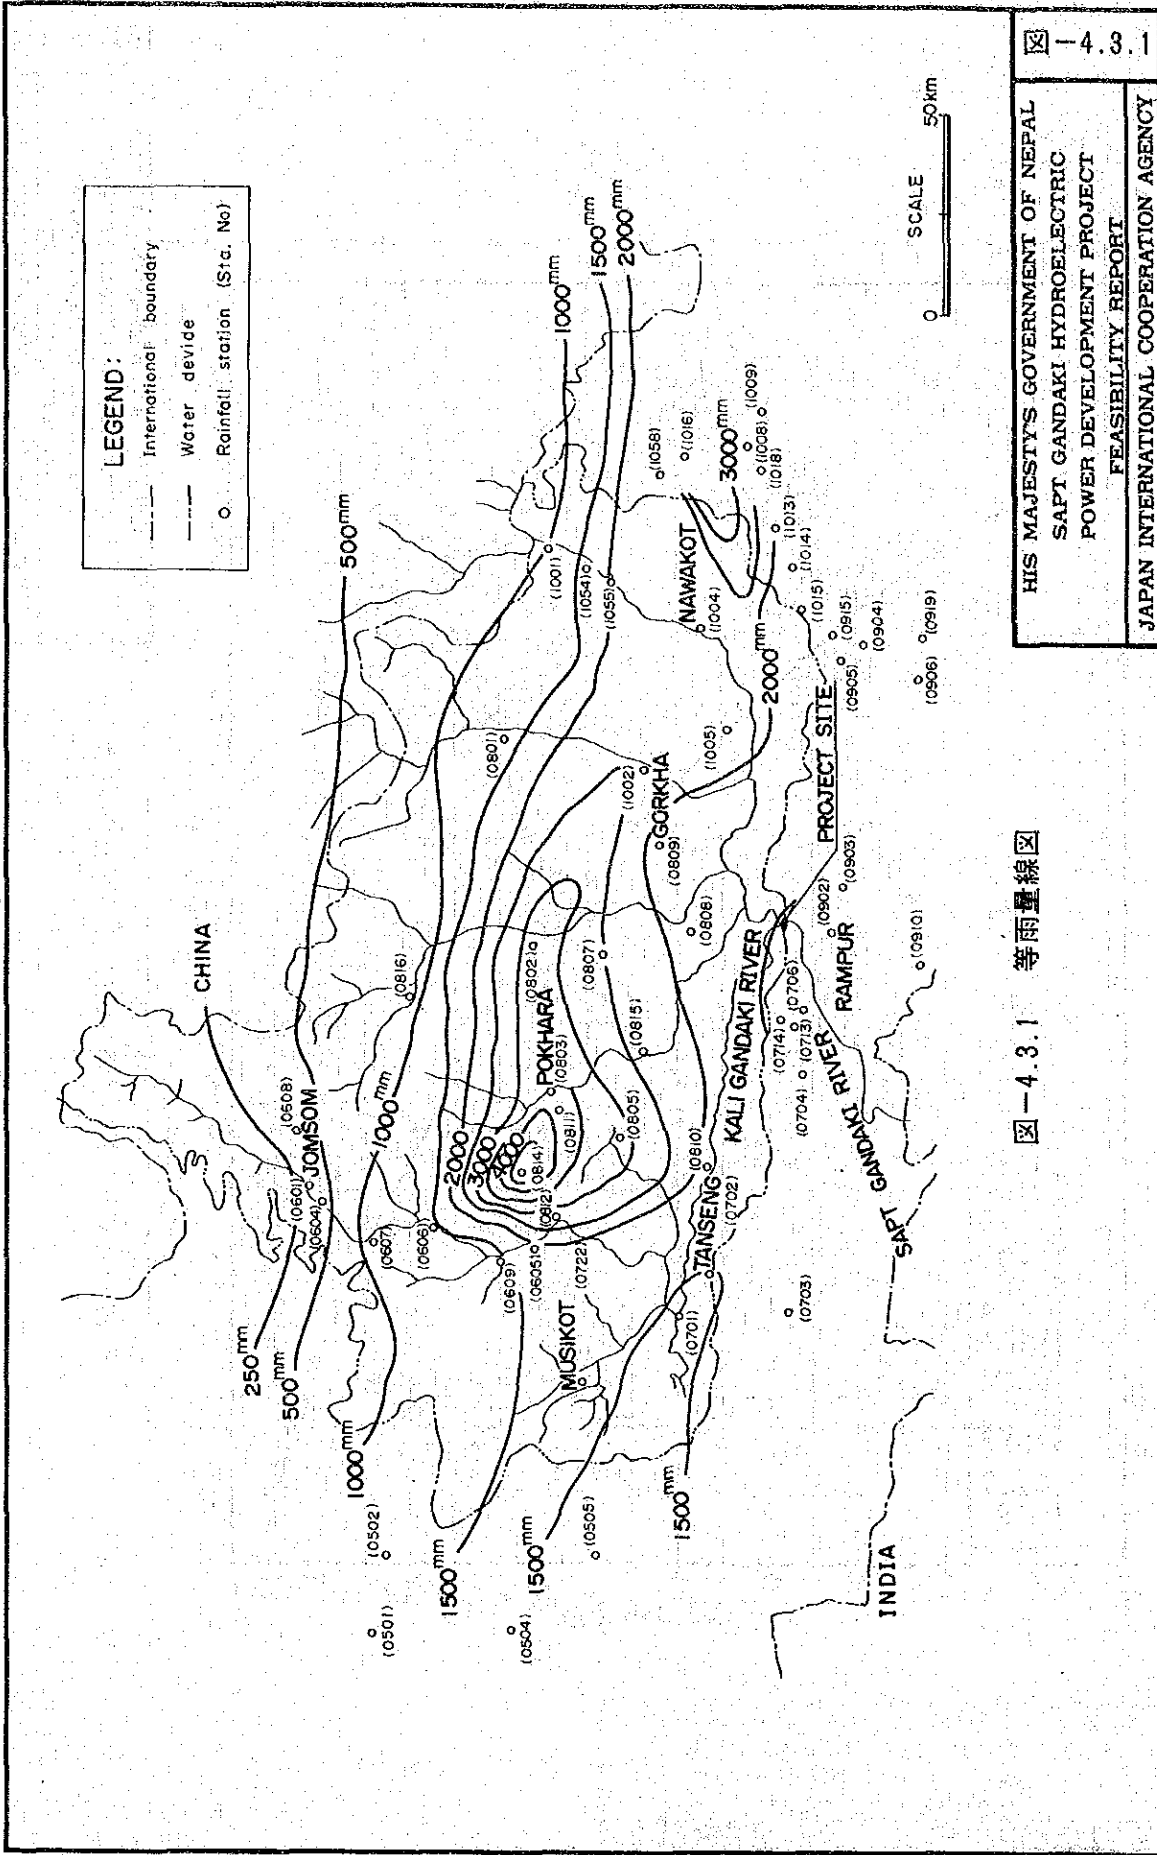 LEGEND:
International boundary
Water devide
Rainfall station (Sta. No)
CHINA
250mm
500mm
1000mm
1500mm
1500mm
1500mm
500mm
1000mm
1000mm
1500mm
2000mm
2000
3000
4000
3000mm
2000mm
JOMSOM
POKHARA
MUSIKOT
TANSENG
GORKHA
NAWAKOT
RAMPUR
PROJECT SITE
KALI GANDAKI RIVER
SAPT GANDAKI RIVER
INDIA
(0501)
(0502)
(0504)
(0505)
(0601)
(0604)
(0608)
(0607)
(0606)
(0609)
(0605)
(0722)
(0812)
(0814)
(0811)
(0803)
(0802)
(0816)
(0801)
(0805)
(0815)
(0807)
(0808)
(0809)
(0810)
(0701)
(0702)
(0703)
(0704)
(0713)
(0714)
(0706)
(0902)
(0903)
(0910)
(0905)
(0915)
(0904)
(0906)
(0919)
(1001)
(1054)
(1055)
(1002)
(1005)
(1004)
(1058)
(1016)
(1009)
(1008)
(1018)
(1013)
(1014)
(1015)
SCALE
0 50km
図-4.3.1 等雨量線図
HIS MAJESTY'S GOVERNMENT OF NEPAL
SAPT GANDAKI HYDROELECTRIC
POWER DEVELOPMENT PROJECT
FEASIBILITY REPORT
JAPAN INTERNATIONAL COOPERATION AGENCY
図-4.3.1